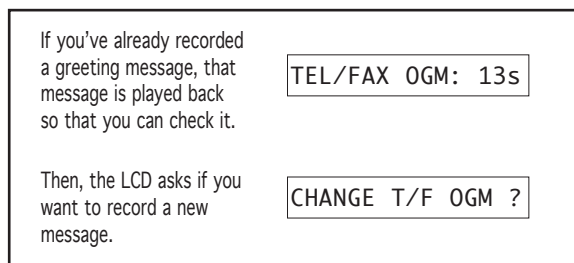 If you've already recorded
a greeting message, that
message is played back
so that you can check it.
TEL/FAX OGM: 13s
Then, the LCD asks if you
want to record a new
message.
CHANGE T/F OGM ?